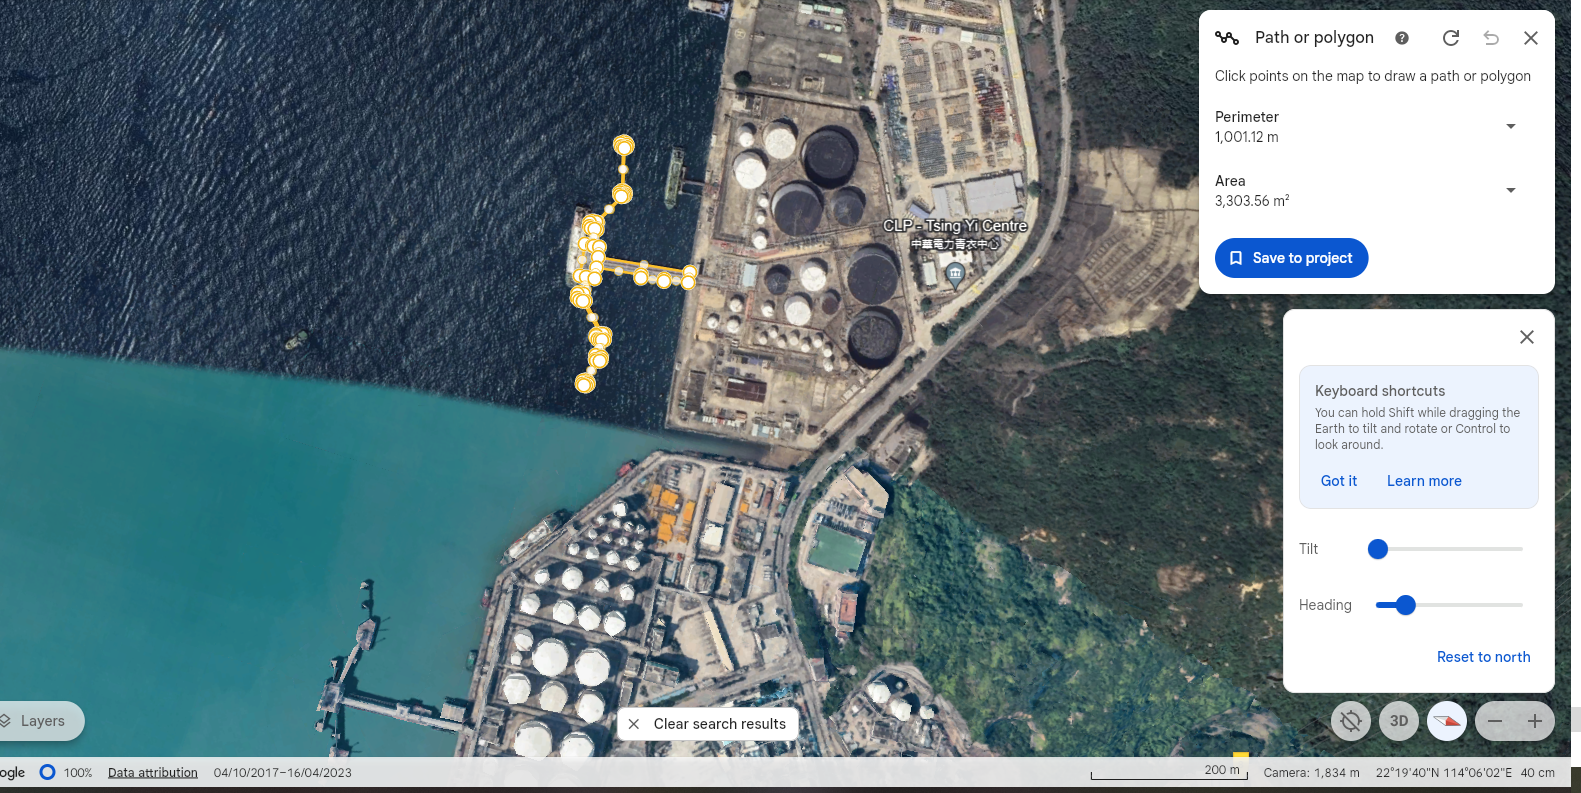 Path or polygon
Click points on the map to draw a path or polygon
Perimeter
1,001.12 m
Area
3,303.56 m²
Save to project
CLP - Tsing Yi Centre
中華電力青衣中心
Keyboard shortcuts
You can hold Shift while dragging the
Earth to tilt and rotate or Control to
look around.
Got it Learn more
Tilt
Heading
Reset to north
Layers
Clear search results
3D
ogle 100% Data attribution 04/10/2017–16/04/2023 200 m Camera: 1,834 m 22°19'40"N 114°06'02"E 40 cm